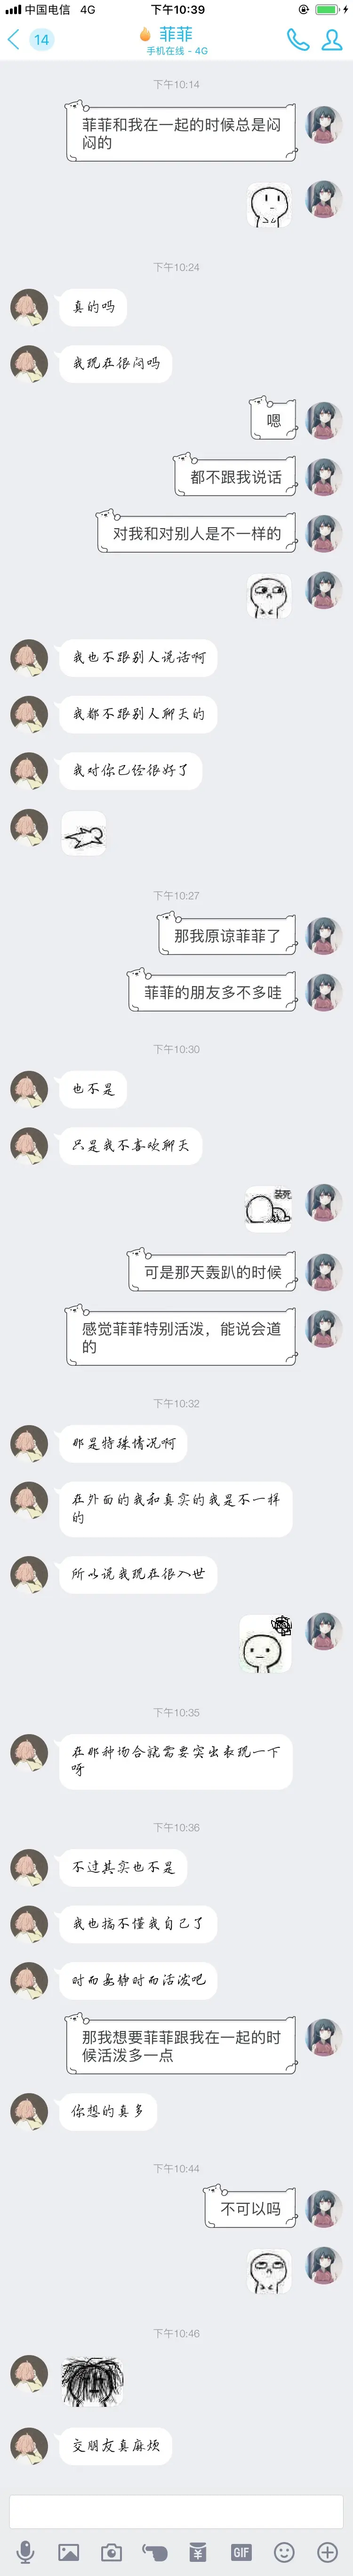 中国电信 4G 下午10:39
14
菲菲
手机在线 - 4G
下午10:14
菲菲和我在一起的时候总是闷
闷的
下午10:24
真的吗
我现在很闷吗
嗯
都不跟我说话
对我和对别人是不一样的
我也不跟别人说话啊
我都不跟别人聊天的
我对你已经很好了
下午10:27
那我原谅菲菲了
菲菲的朋友多不多哇
下午10:30
也不是
只是我不喜欢聊天
装死
可是那天轰趴的时候
感觉菲菲特别活泼，能说会道
的
下午10:32
那是特殊情况啊
在外面的我和真实的我是不一样
的
所以说我现在很入世
下午10:35
在那种场合就需要突出表现一下
呀
下午10:36
不过其实也不是
我也搞不懂我自己了
时而安静时而活泼吧
那我想要菲菲跟我在一起的时
候活泼多一点
你想的真多
下午10:44
不可以吗
下午10:46
交朋友真麻烦
GIF